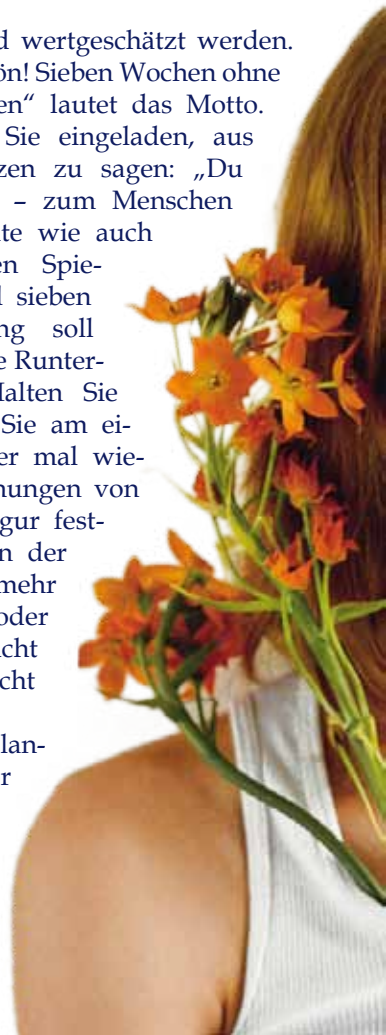 d wertgeschätzt werden.
ön! Sieben Wochen ohne
en“ lautet das Motto.
Sie eingeladen, aus
zen zu sagen: „Du
– zum Menschen
te wie auch
en Spie-
l sieben
ng soll
e Runter-
Halten Sie
Sie am ei-
er mal wie-
nungen von
gur fest-
n der
mehr
oder
cht
cht
lan-
r